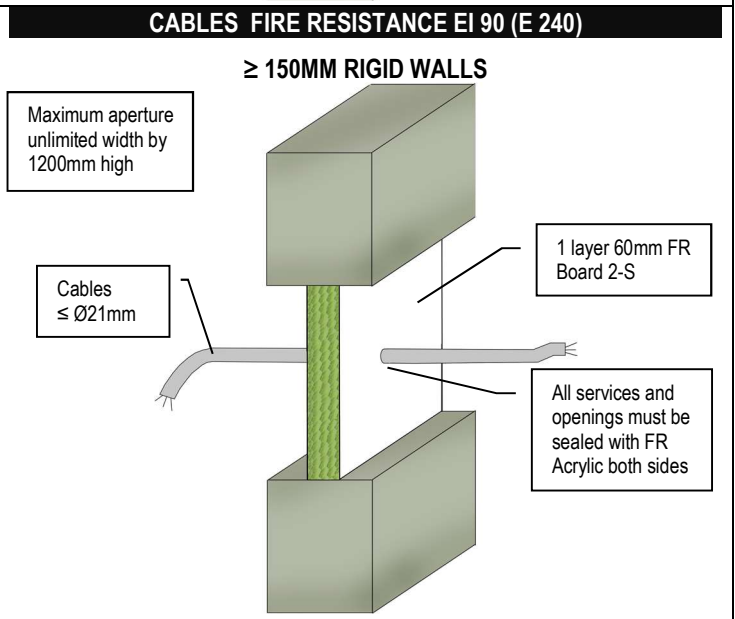 CABLES FIRE RESISTANCE EI 90 (E 240)
≥ 150MM RIGID WALLS
Maximum aperture
unlimited width by
1200mm high
1 layer 60mm FR
Board 2-S
Cables
≤ Ø21mm
All services and
openings must be
sealed with FR
Acrylic both sides